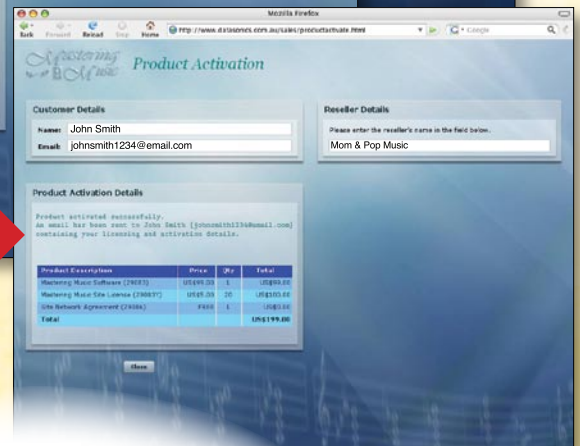 Mozilla Firefox
Back Forward Reload Stop Home http://www.datasonics.com.au/sales/productactivate.html Google
Mastering Music Product Activation
Customer Details
Name: John Smith
Email: johnsmith1234@email.com
Reseller Details
Please enter the reseller's name in the field below.
Mom & Pop Music
Product Activation Details
Product activated successfully.
An email has been sent to John Smith [johnsmith1234@email.com]
containing your licensing and activation details.
Product Description Price Qty Total
Mastering Music Software US$99.00 1 US$99.00
Mastering Music Site Licence US$5.00 20 US$100.00
Site Network Agreement FREE 1 US$0.00
Total US$199.00
Close